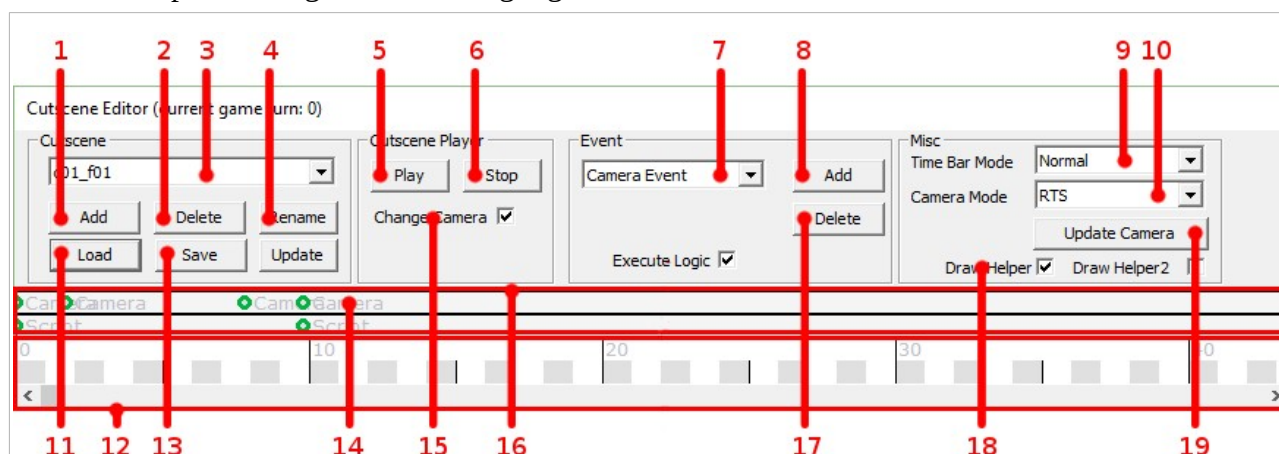 1 2 3 4 5 6 7 8 9 10
Cutscene Editor (current game turn: 0)
Cutscene Cutscene Player Event Misc
c01_f01 Play Stop Camera Event Add Time Bar Mode Normal
Camera Mode RTS
Add Delete Rename Change Camera Delete
Update Camera
Load Save Update Execute Logic
Draw Helper Draw Helper2
Camera Camera Camera Camera
Script Script
0 10 20 30 40
11 12 13 14 15 16 17 18 19